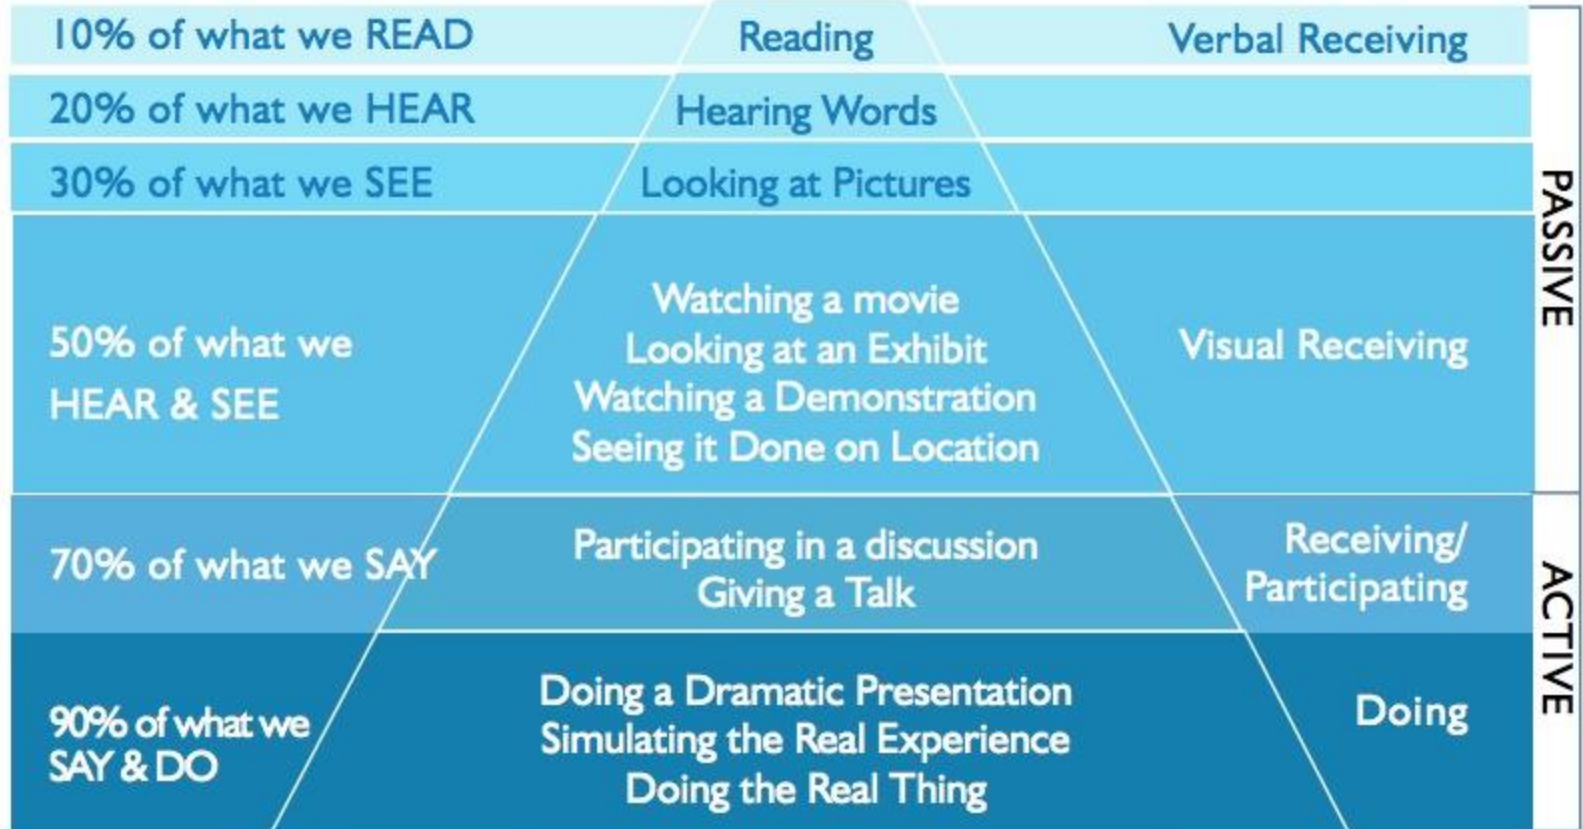 10% of what we READ
Reading
Verbal Receiving
20% of what we HEAR
Hearing Words
30% of what we SEE
Looking at Pictures
50% of what we
HEAR & SEE
Watching a movie
Looking at an Exhibit
Watching a Demonstration
Seeing it Done on Location
Visual Receiving
PASSIVE
70% of what we SAY
Participating in a discussion
Giving a Talk
Receiving/
Participating
90% of what we
SAY & DO
Doing a Dramatic Presentation
Simulating the Real Experience
Doing the Real Thing
Doing
ACTIVE